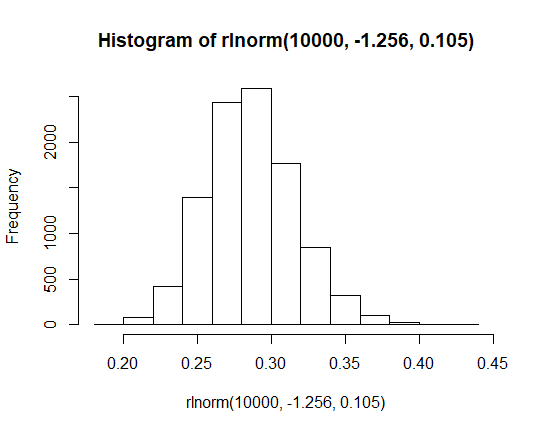 Histogram of rlnorm(10000, -1.256, 0.105)
Frequency
2000
1000
500
0
0.20 0.25 0.30 0.35 0.40 0.45
rlnorm(10000, -1.256, 0.105)